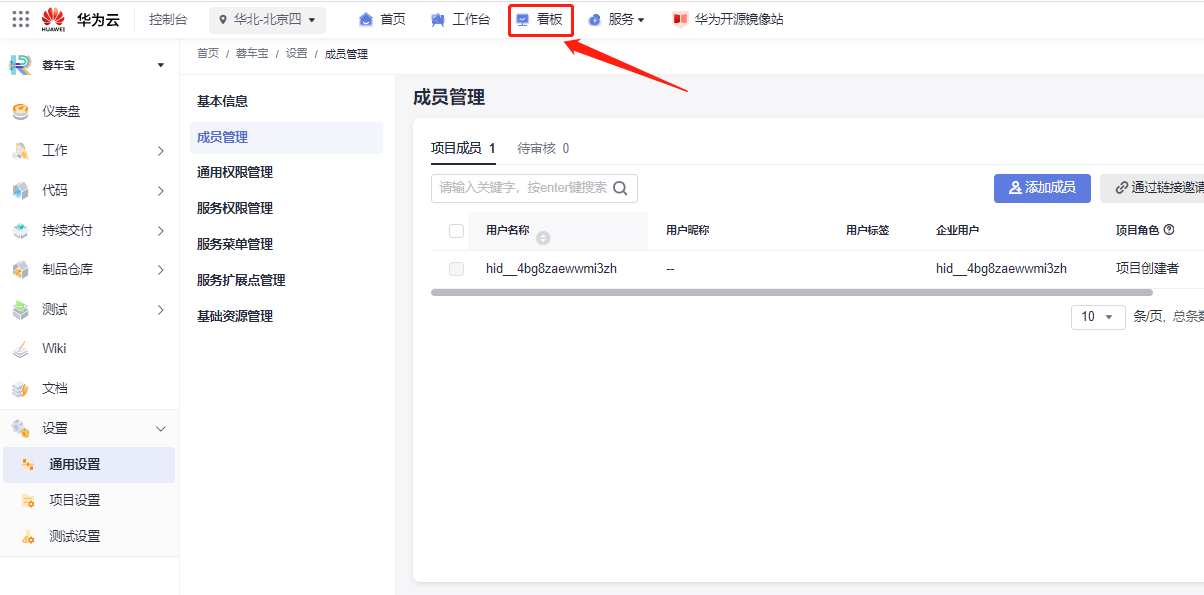 HUAWEI
华为云
控制台
华北-北京四
首页
工作台
看板
服务
华为开源镜像站
蓉车宝
仪表盘
工作
代码
持续交付
制品仓库
测试
Wiki
文档
设置
通用设置
项目设置
测试设置
首页 / 蓉车宝 / 设置 / 成员管理
基本信息
成员管理
通用权限管理
服务权限管理
服务菜单管理
服务扩展点管理
基础资源管理
成员管理
项目成员 1
待审核 0
请输入关键字，按enter键搜索
添加成员
通过链接邀请
用户名称 用户昵称 用户标签 企业用户 项目角色
hid__4bg8zaewwmi3zh -- hid__4bg8zaewwmi3zh 项目创建者
10 条/页, 总条数